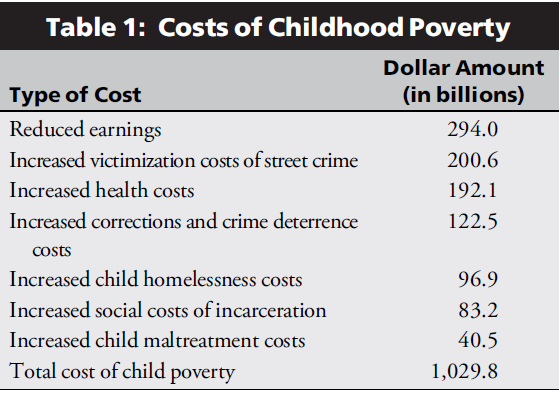 Table 1: Costs of Childhood Poverty
Type of Cost Dollar Amount
(in billions)
Reduced earnings 294.0
Increased victimization costs of street crime 200.6
Increased health costs 192.1
Increased corrections and crime deterrence 122.5
costs
Increased child homelessness costs 96.9
Increased social costs of incarceration 83.2
Increased child maltreatment costs 40.5
Total cost of child poverty 1,029.8